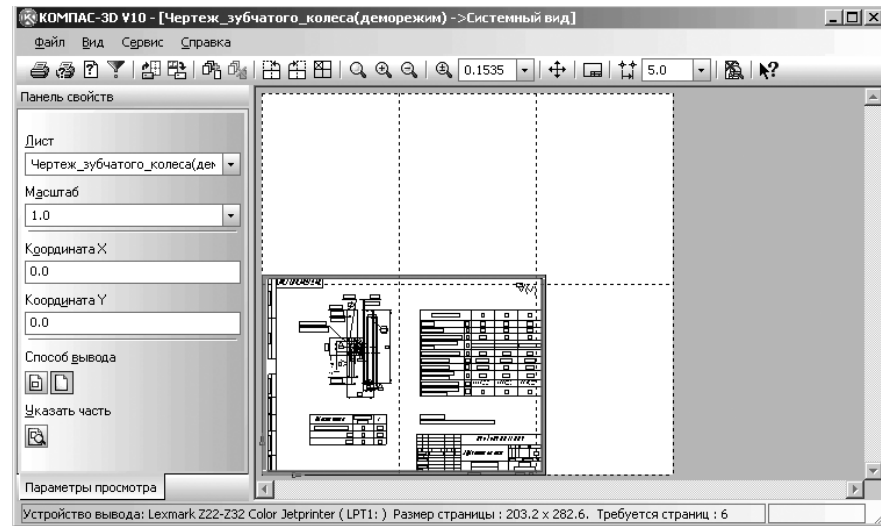 КОМПАС-3D V10 - [Чертеж_зубчатого_колеса(деморежим) ->Системный вид]
Файл Вид Сервис Справка
0.1535 5.0
Панель свойств
Лист
Чертеж_зубчатого_колеса(дем
Масштаб
1.0
Координата X
0.0
Координата Y
0.0
Способ вывода
Указать часть
Параметры просмотра
Устройство вывода: Lexmark Z22-Z32 Color Jetprinter ( LPT1: ) Размер страницы : 203.2 x 282.6. Требуется страниц : 6